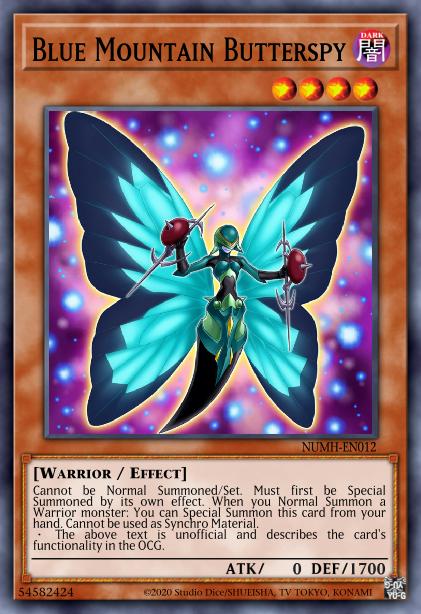 Blue Mountain Butterspy
DARK
闇
NUMH-EN012
[Warrior / Effect]
Cannot be Normal Summoned/Set. Must first be Special
Summoned by its own effect. When you Normal Summon a
Warrior monster: You can Special Summon this card from your
hand. Cannot be used as Synchro Material.
· The above text is unofficial and describes the card's
functionality in the OCG.
ATK/ 0 DEF/1700
54582424
©2020 Studio Dice/SHUEISHA, TV TOKYO, KONAMI